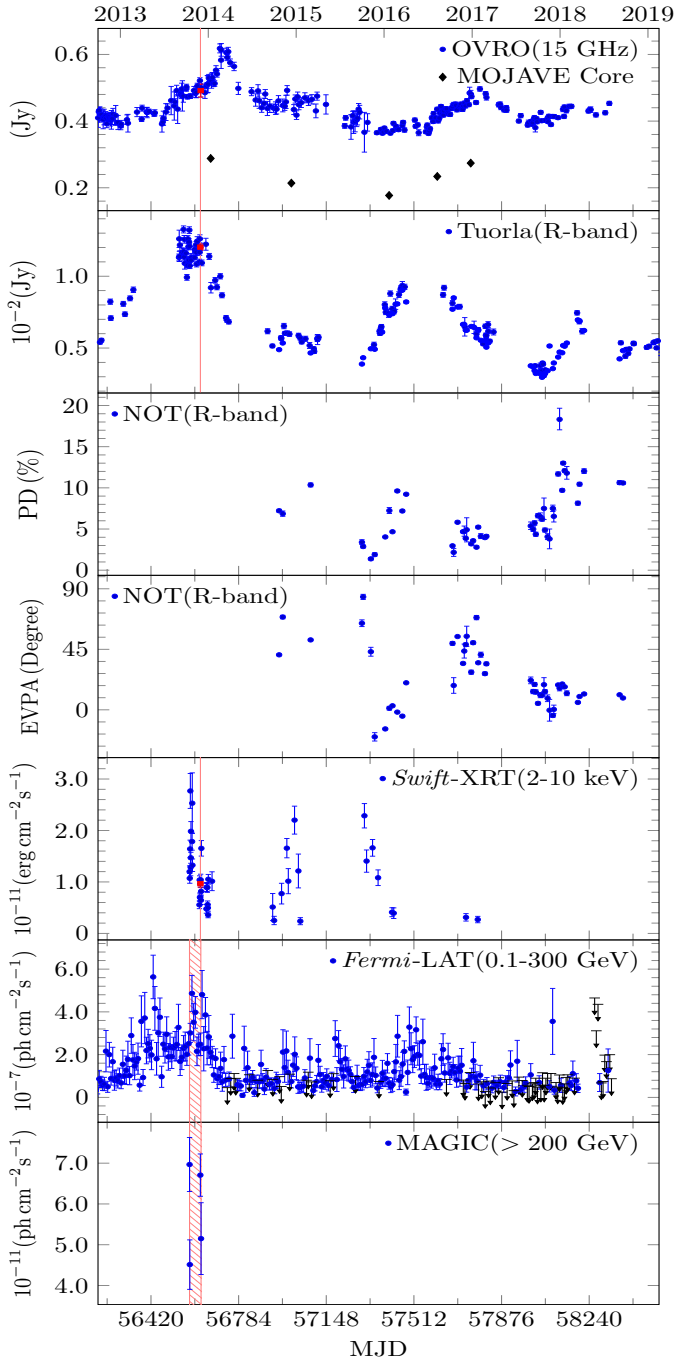 2013 2014 2015 2016 2017 2018 2019
OVRO(15 GHz)
MOJAVE Core
0.6
0.4
0.2
(Jy)
Tuorla(R-band)
1.0
0.5
10−2(Jy)
NOT(R-band)
20
15
10
5
0
PD (%)
NOT(R-band)
90
45
0
EVPA (Degree)
Swift-XRT(2-10 keV)
3.0
2.0
1.0
0
10−11(erg cm−2s−1)
Fermi-LAT(0.1-300 GeV)
6.0
4.0
2.0
0
10−7(ph cm−2s−1)
MAGIC(> 200 GeV)
7.0
6.0
5.0
4.0
10−11(ph cm−2s−1)
56420 56784 57148 57512 57876 58240
MJD